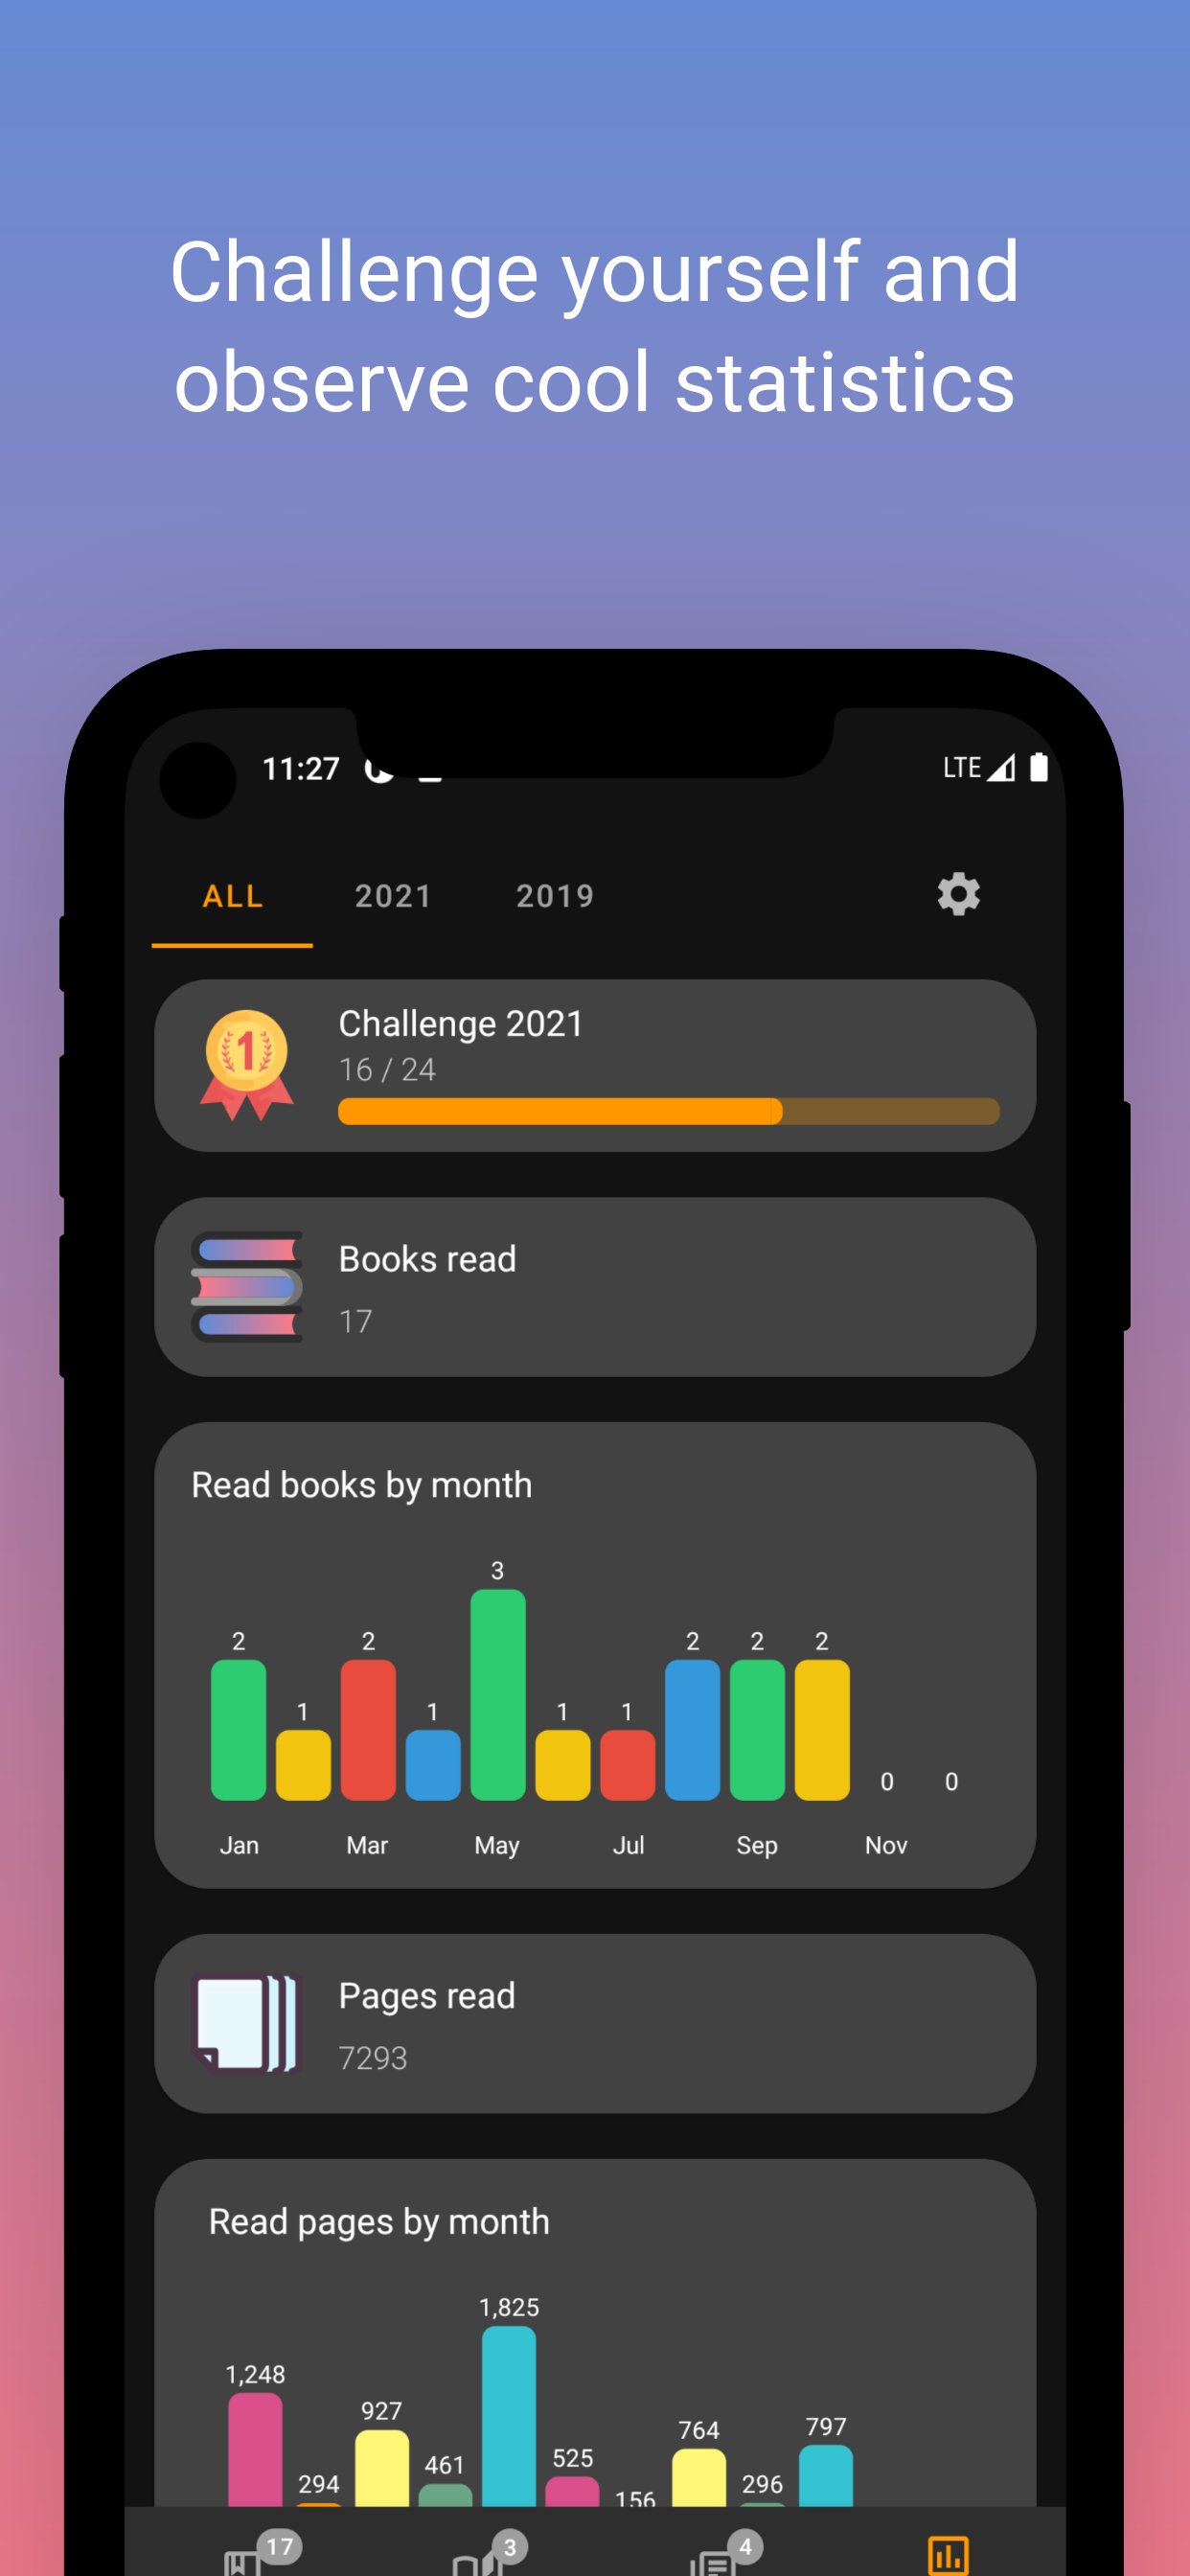 Challenge yourself and
observe cool statistics
11:27
LTE
ALL 2021 2019
1
Challenge 2021
16 / 24
Books read
17
Read books by month
3
2 2 2 2 2
1 1 1 1
0 0
Jan Mar May Jul Sep Nov
Pages read
7293
Read pages by month
1,825
1,248
927
764 797
461 525
294 156 296
17 3 4